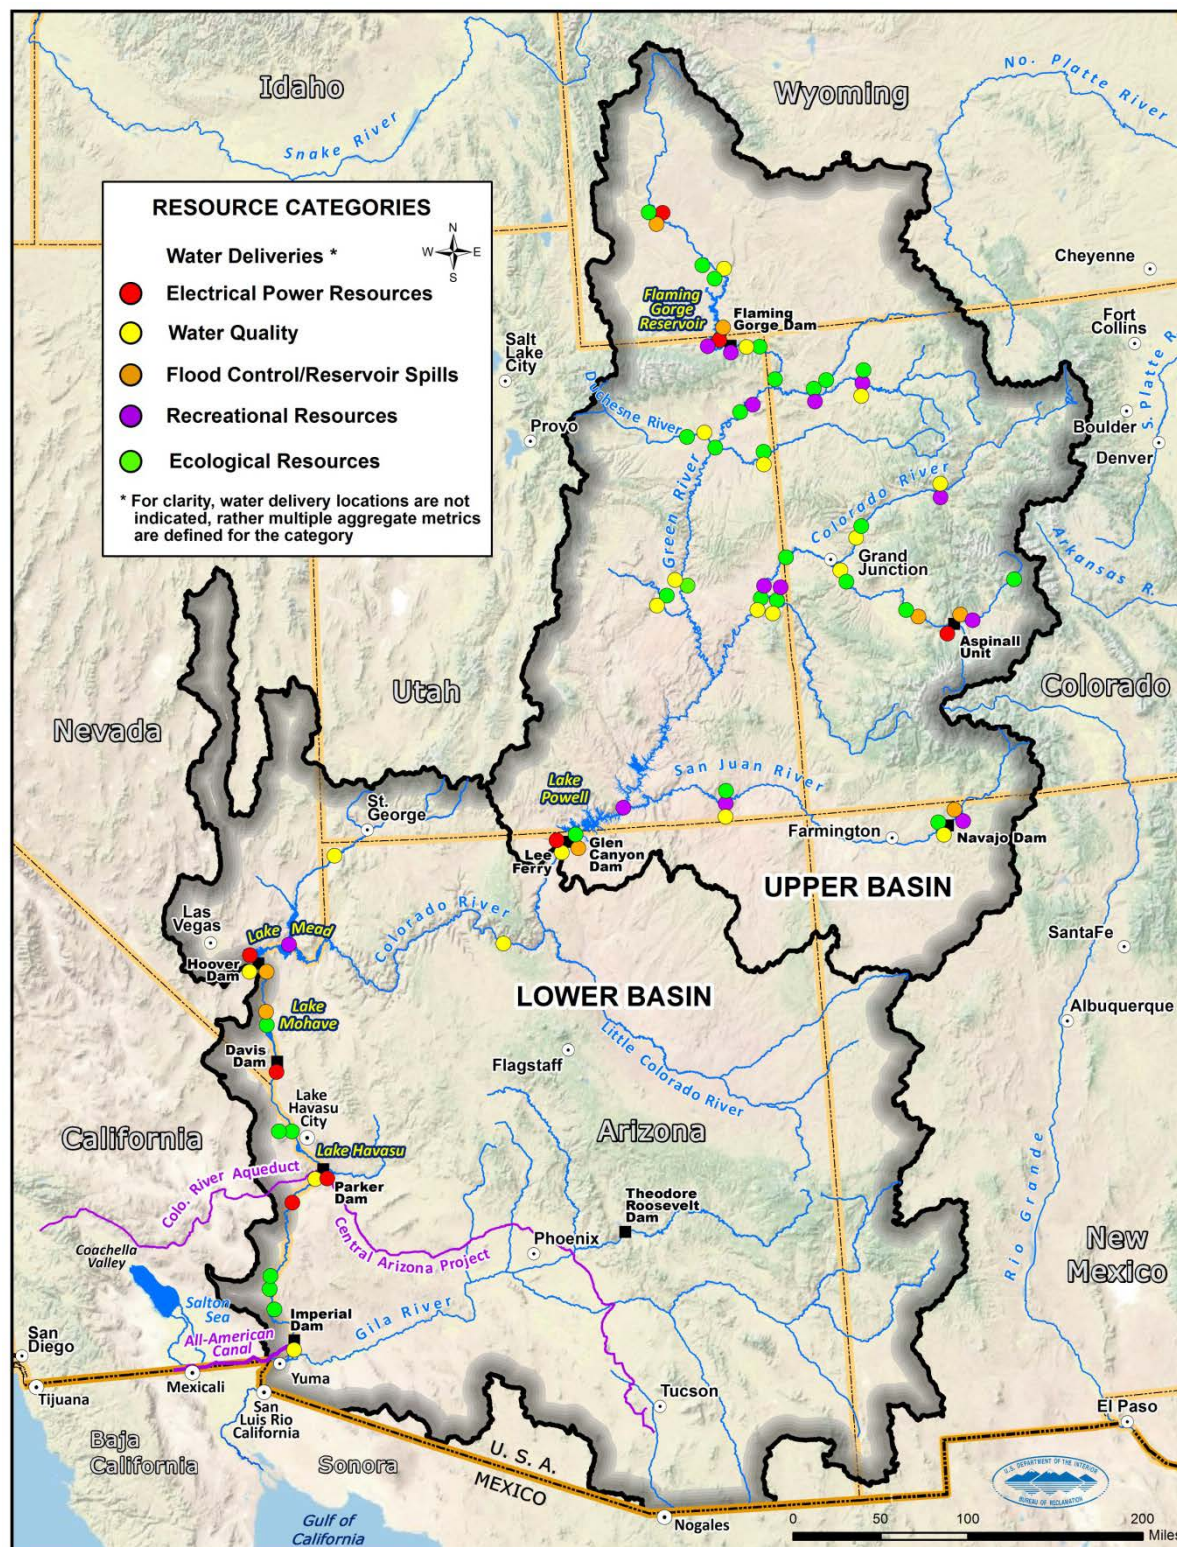 Idaho
Wyoming
No. Platte River
Snake River
RESOURCE CATEGORIES
N
W E
S
Water Deliveries *
Electrical Power Resources
Water Quality
Flood Control/Reservoir Spills
Recreational Resources
Ecological Resources
* For clarity, water delivery locations are not
indicated, rather multiple aggregate metrics
are defined for the category
Cheyenne
Flaming
Gorge
Reservoir
Flaming
Gorge Dam
Fort
Collins
Salt
Lake
City
S. Platte R.
Duchesne River
Provo
Boulder
Denver
Green River
Colorado River
Grand
Junction
Arkansas R.
Aspinall
Unit
Utah
Colorado
Nevada
San Juan River
Lake
Powell
St.
George
Farmington
Navajo Dam
Lee
Ferry
Glen
Canyon
Dam
UPPER BASIN
Las
Vegas
Lake Mead
Colorado River
SantaFe
Hoover
Dam
LOWER BASIN
Lake
Mohave
Albuquerque
Little Colorado River
Davis
Dam
Flagstaff
Lake
Havasu
City
California
Arizona
Lake Havasu
Colo. River Aqueduct
Parker
Dam
Theodore
Roosevelt
Dam
Rio Grande
Central Arizona Project
Phoenix
New
Mexico
Coachella
Valley
Salton
Sea
Imperial
Dam
Gila River
All-American
Canal
San
Diego
Yuma
Mexicali
Tijuana
San
Luis Rio
California
Tucson
El Paso
Baja
California
Sonora
U. S. A.
MEXICO
U.S. DEPARTMENT OF THE INTERIOR
BUREAU OF RECLAMATION
Gulf of
California
Nogales
0 50 100 200
Miles